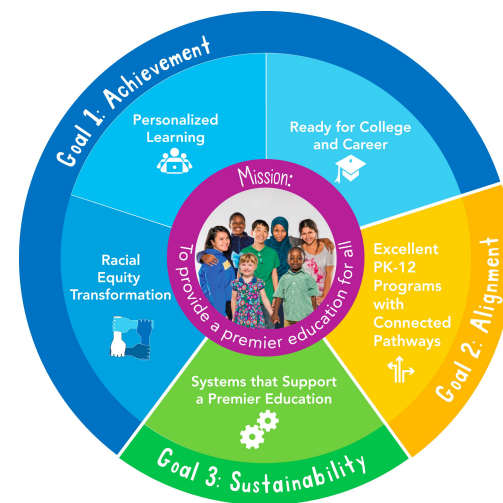 Goal 1: Achievement
Personalized
Learning
Ready for College
and Career
Racial
Equity
Transformation
Mission:
To provide a premier education for all
Excellent
PK-12
Programs
with
Connected
Pathways
Goal 2: Alignment
Systems that Support
a Premier Education
Goal 3: Sustainability